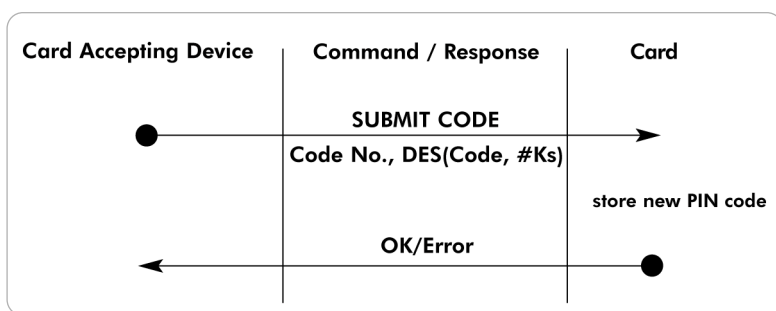 Card Accepting Device
Command / Response
Card
SUBMIT CODE
Code No., DES(Code, #Ks)
store new PIN code
OK/Error